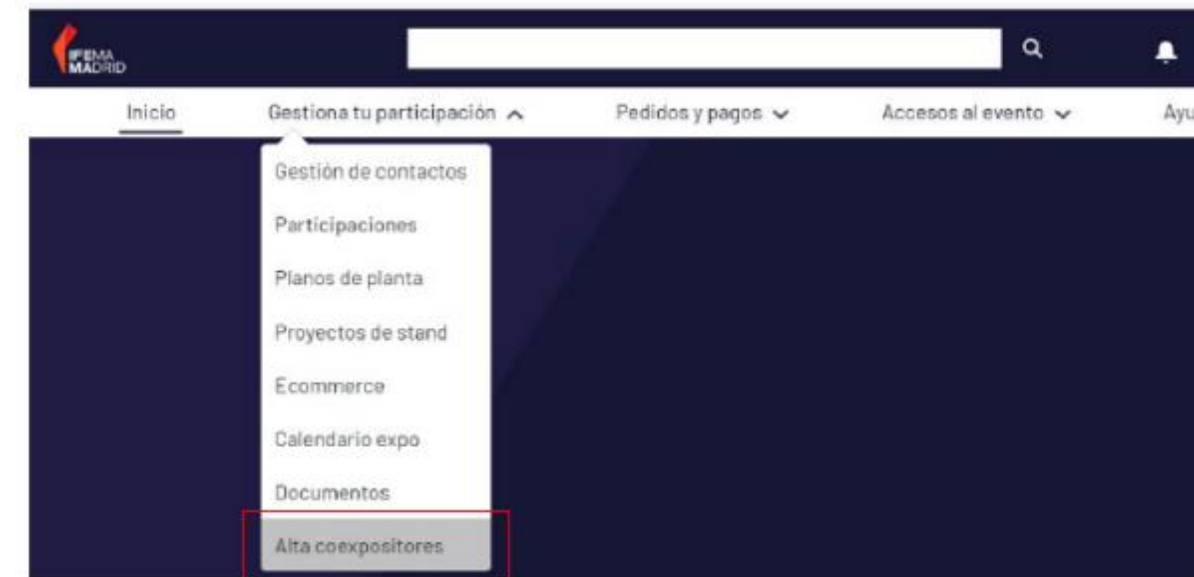 IFEMA
MADRID
Inicio Gestiona tu participación Pedidos y pagos Accesos al evento Ayu
Gestión de contactos
Participaciones
Planos de planta
Proyectos de stand
Ecommerce
Calendario expo
Documentos
Alta coexpositores